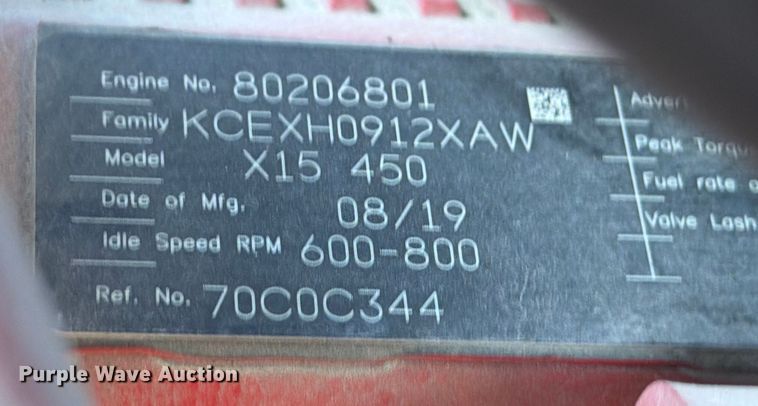 Engine No. 80206801
Family KCEXH0912XAW
Model X15 450
Date of Mfg. 08/19
Idle Speed RPM 600-800
Ref. No. 70C0C344
Peak
Fuel rate
Valve Lash
Purple Wave Auction